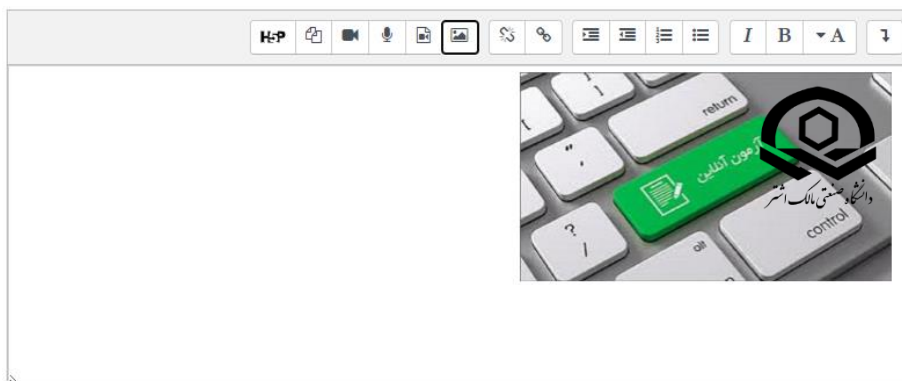 H5P
I B A
return
آزمون آنلاین
دانشگاه صنعتی مالک اشتر
control
alt